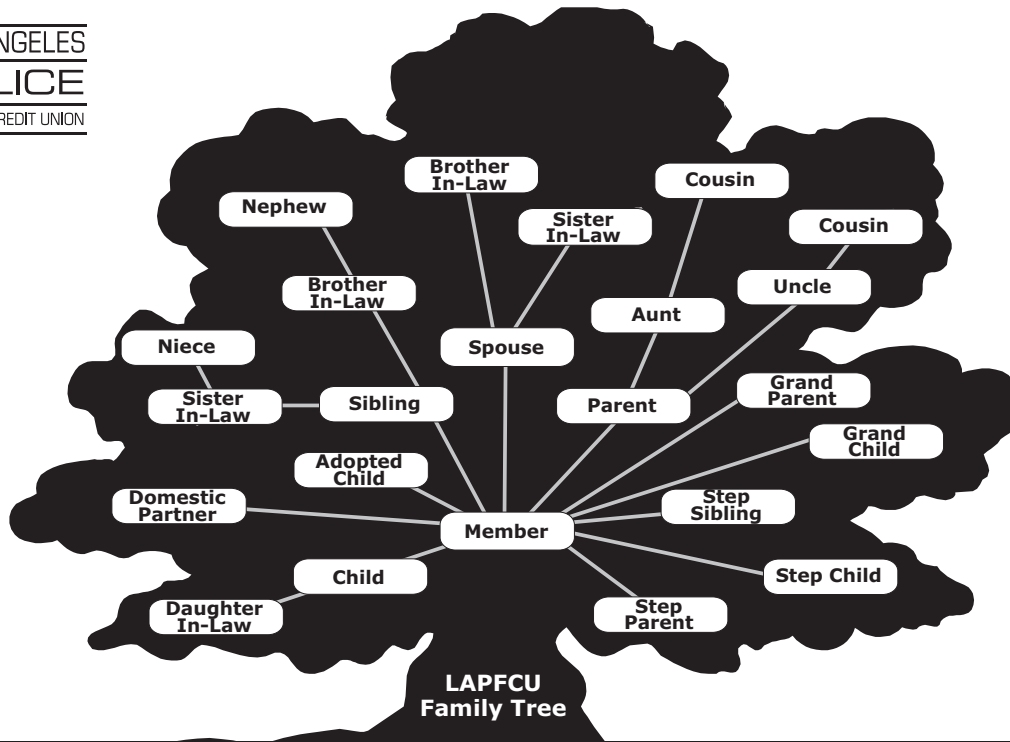 NGELES
LICE
REDIT UNION
Brother
In-Law
Cousin
Nephew
Sister
In-Law
Cousin
Brother
In-Law
Uncle
Aunt
Niece
Spouse
Grand
Parent
Sister
In-Law
Sibling
Parent
Grand
Child
Adopted
Child
Domestic
Partner
Step
Sibling
Member
Child
Step Child
Daughter
In-Law
Step
Parent
LAPFCU
Family Tree